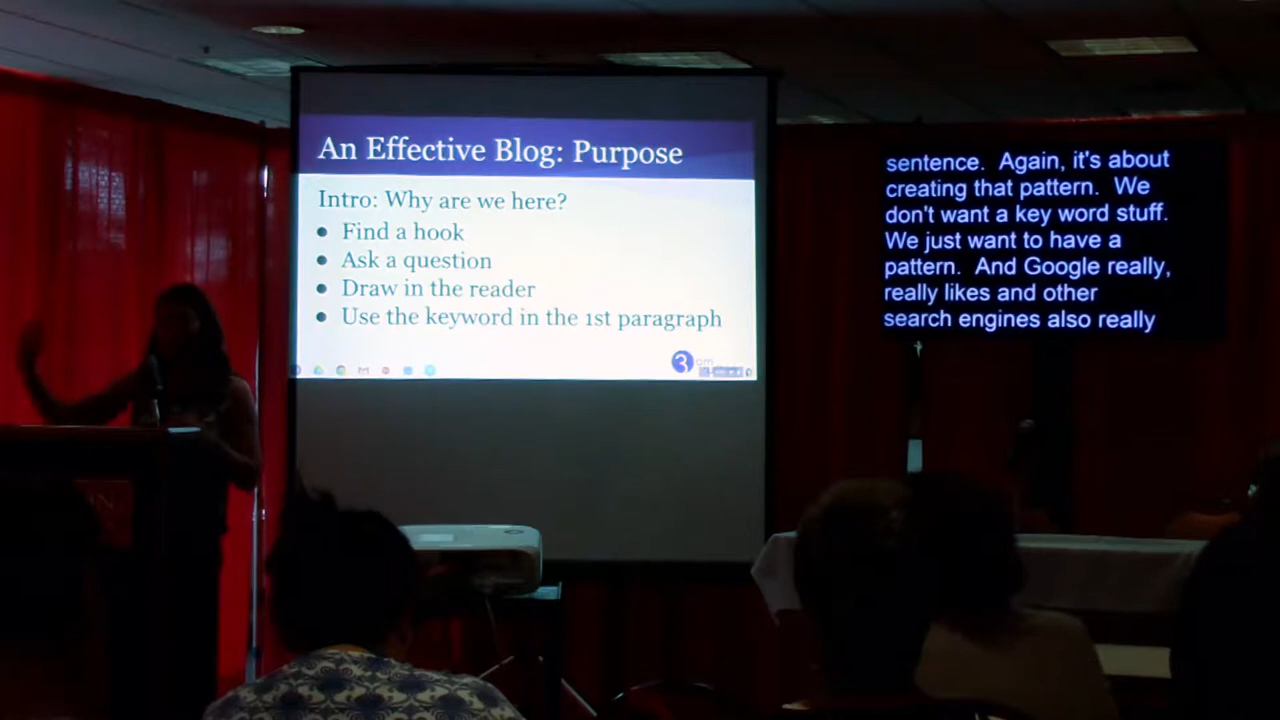 An Effective Blog: Purpose
Intro: Why are we here?
• Find a hook
• Ask a question
• Draw in the reader
• Use the keyword in the 1st paragraph
3 am
sentence. Again, it's about
creating that pattern. We
don't want a key word stuff.
We just want to have a
pattern. And Google really,
really likes and other
search engines also really